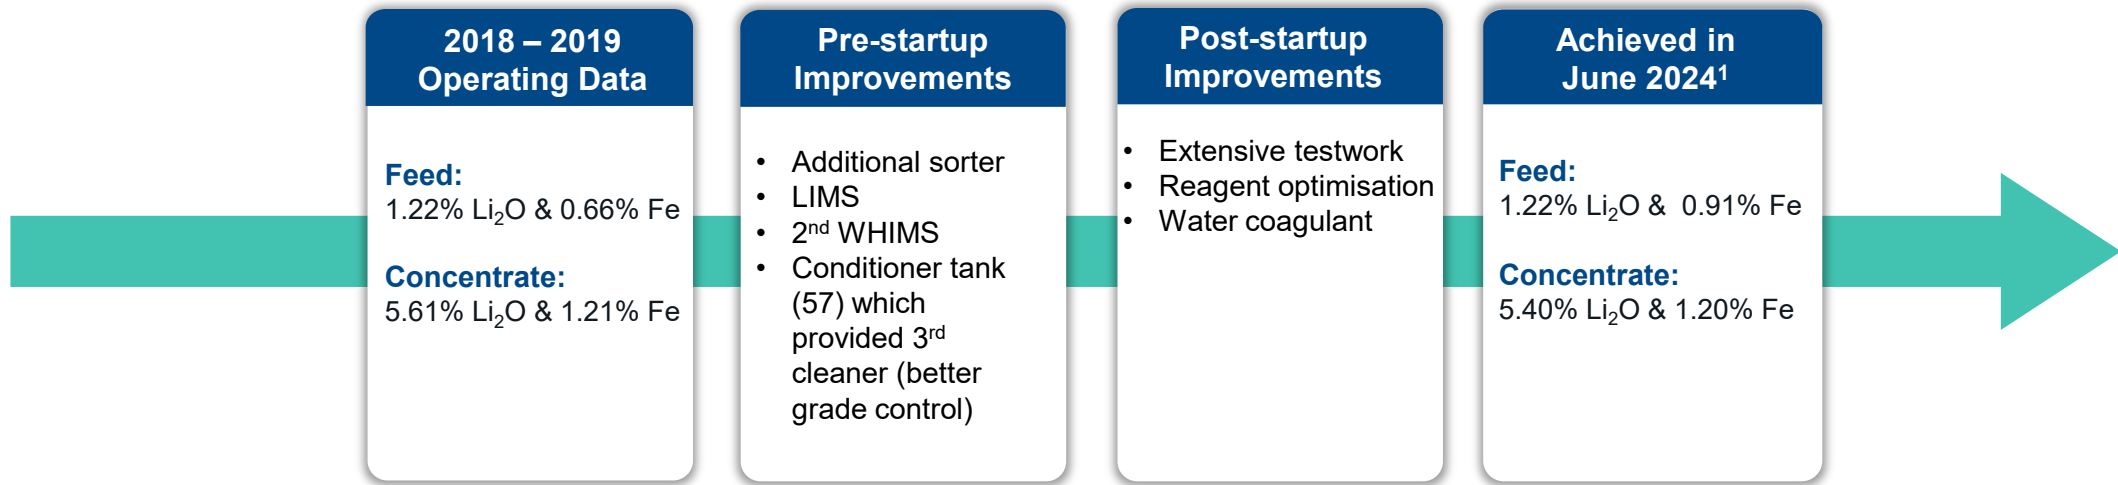 2018 – 2019
Operating Data
Feed:
1.22% Li₂O & 0.66% Fe
Concentrate:
5.61% Li₂O & 1.21% Fe
Pre-startup
Improvements
• Additional sorter
• LIMS
• 2ⁿᵈ WHIMS
• Conditioner tank
(57) which
provided 3ʳᵈ
cleaner (better
grade control)
Post-startup
Improvements
• Extensive testwork
• Reagent optimisation
• Water coagulant
Achieved in
June 2024¹
Feed:
1.22% Li₂O & 0.91% Fe
Concentrate:
5.40% Li₂O & 1.20% Fe